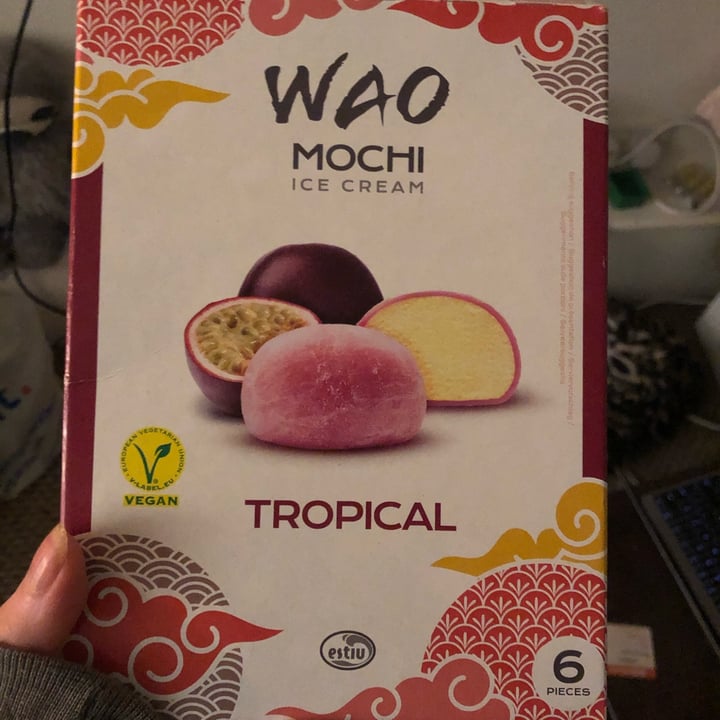 WAO
MOCHI
ICE CREAM
EUROPEAN VEGETARIAN UNION
V-LABEL.EU
VEGAN
TROPICAL
estiu
6
PIECES